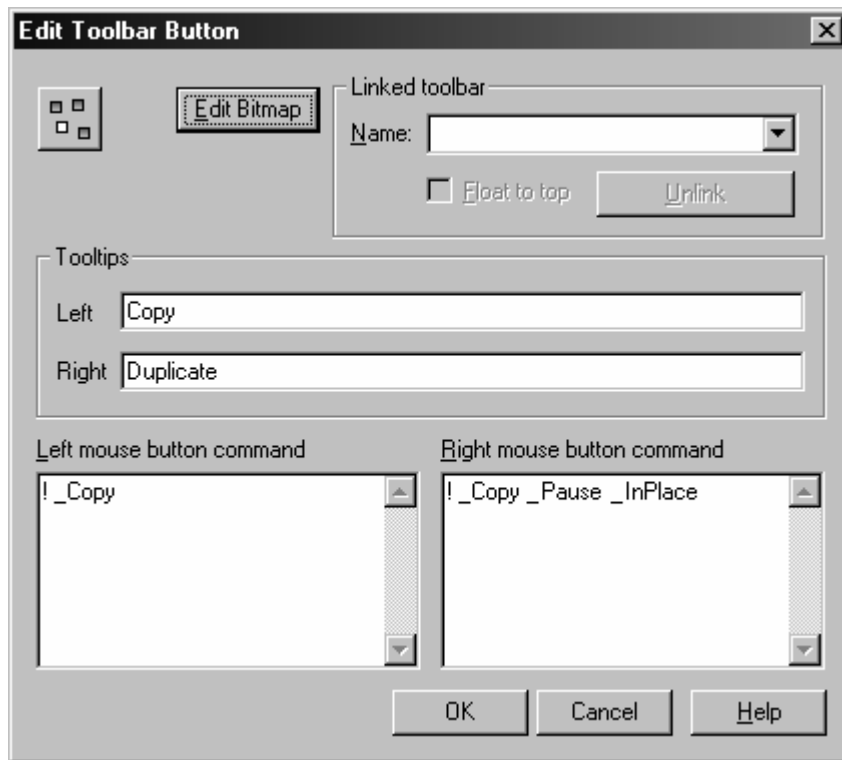 Edit Toolbar Button
Edit Bitmap
Linked toolbar
Name:
Float to top
Unlink
Tooltips
Left Copy
Right Duplicate
Left mouse button command
Right mouse button command
! _Copy
! _Copy _Pause _InPlace
OK
Cancel
Help